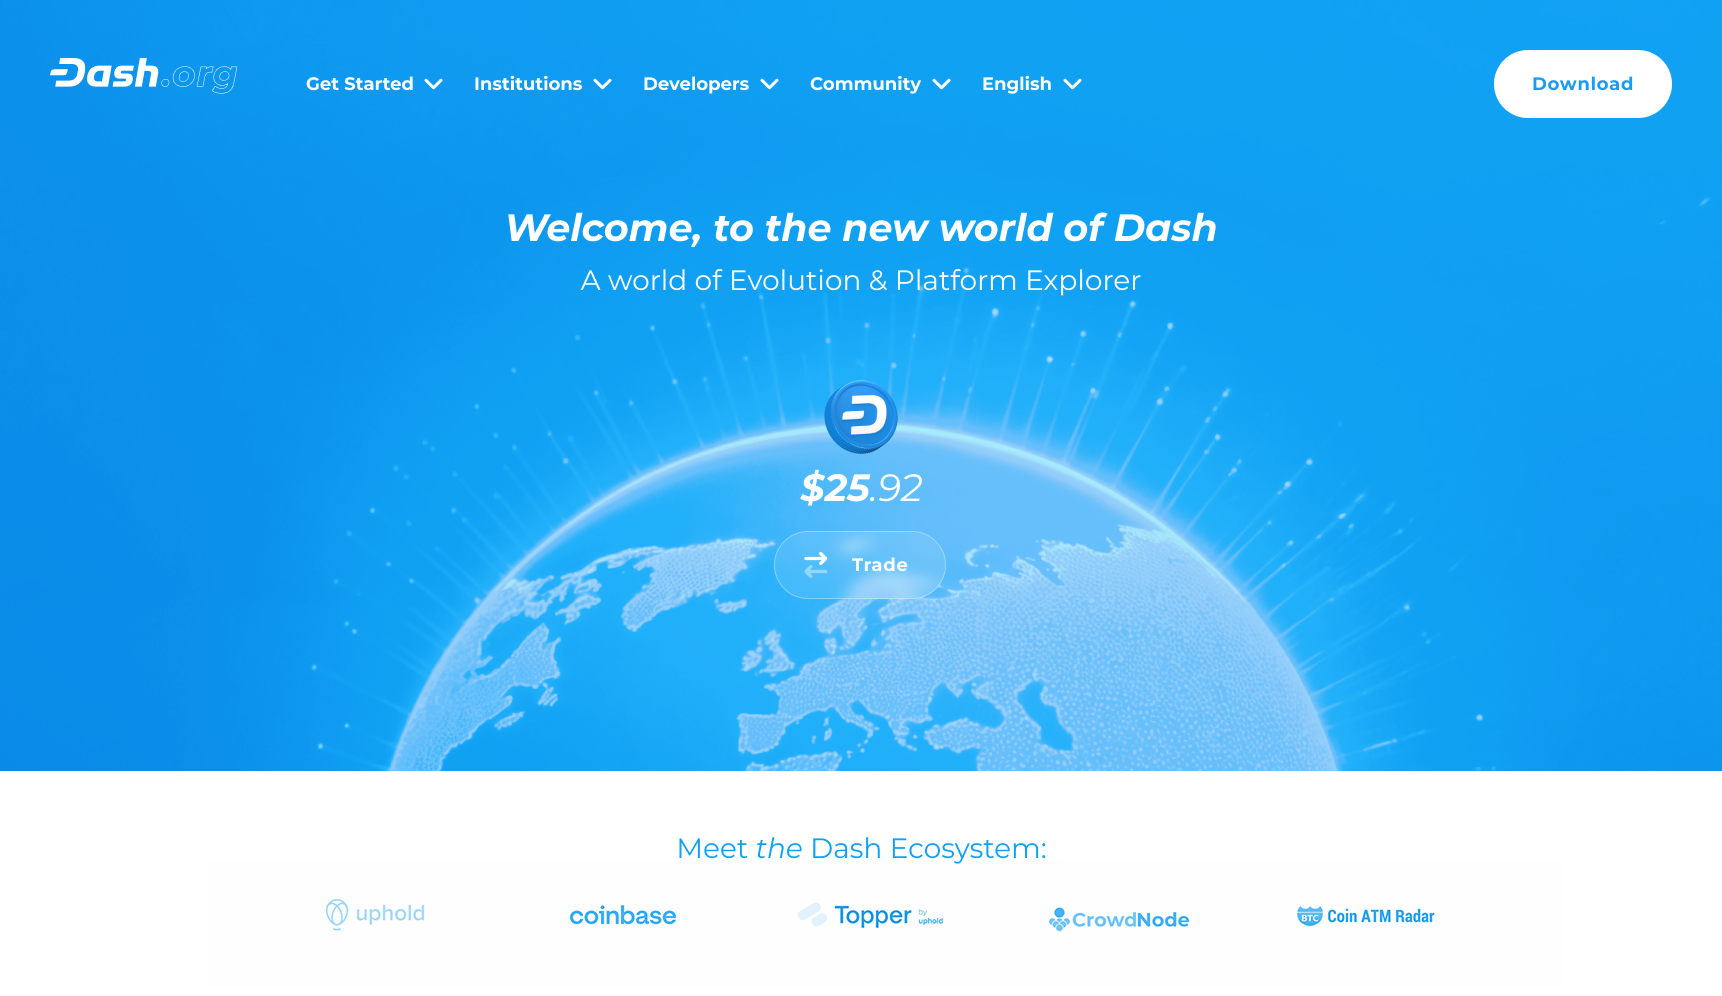 Dash.org
Get Started Institutions Developers Community English Download
Welcome, to the new world of Dash
A world of Evolution & Platform Explorer
$25.92
Trade
Meet the Dash Ecosystem:
uphold coinbase Topper by uphold CrowdNode BTC Coin ATM Radar